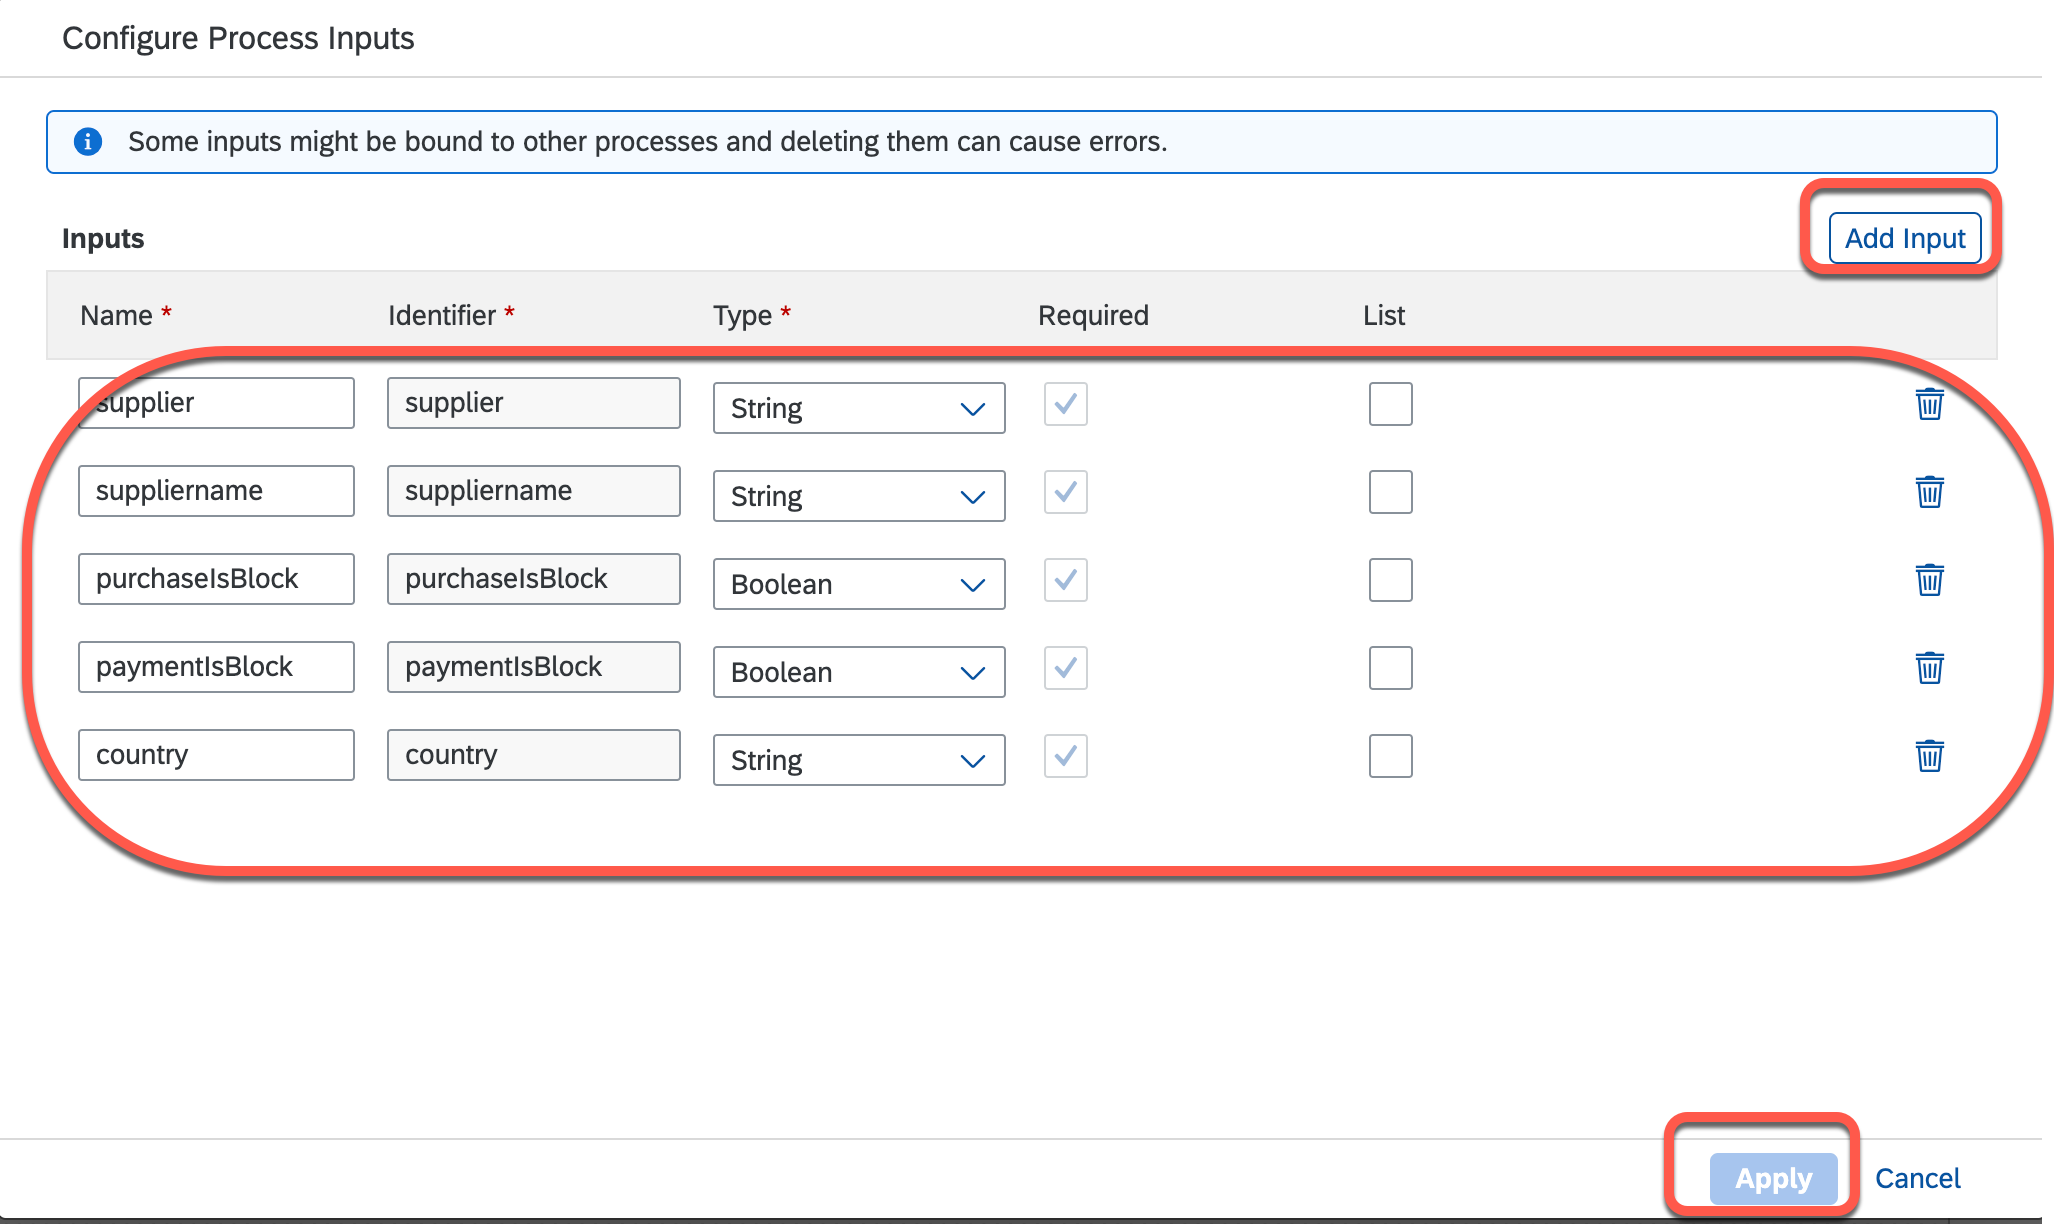 Configure Process Inputs
Some inputs might be bound to other processes and deleting them can cause errors.
Inputs
Add Input
Name * Identifier * Type * Required List
supplier supplier String
suppliername suppliername String
purchaseIsBlock purchaseIsBlock Boolean
paymentIsBlock paymentIsBlock Boolean
country country String
Apply Cancel